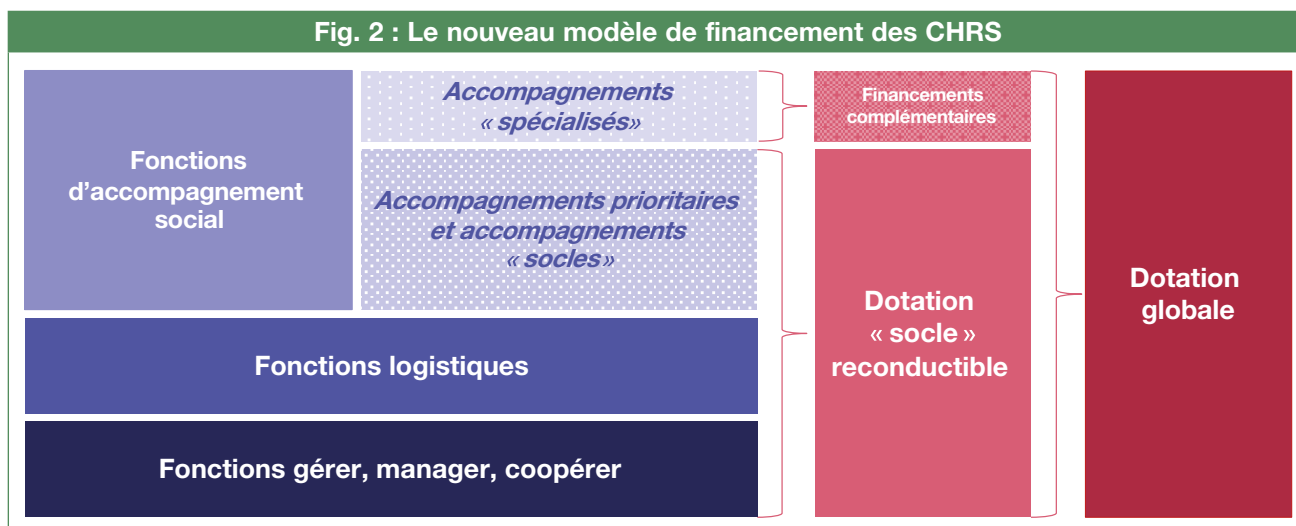 Fig. 2 : Le nouveau modèle de financement des CHRS
Fonctions
d’accompagnement
social
Accompagnements
« spécialisés»
Accompagnements prioritaires
et accompagnements
« socles »
Fonctions logistiques
Fonctions gérer, manager, coopérer
Financements
complémentaires
Dotation
« socle »
reconductible
Dotation
globale